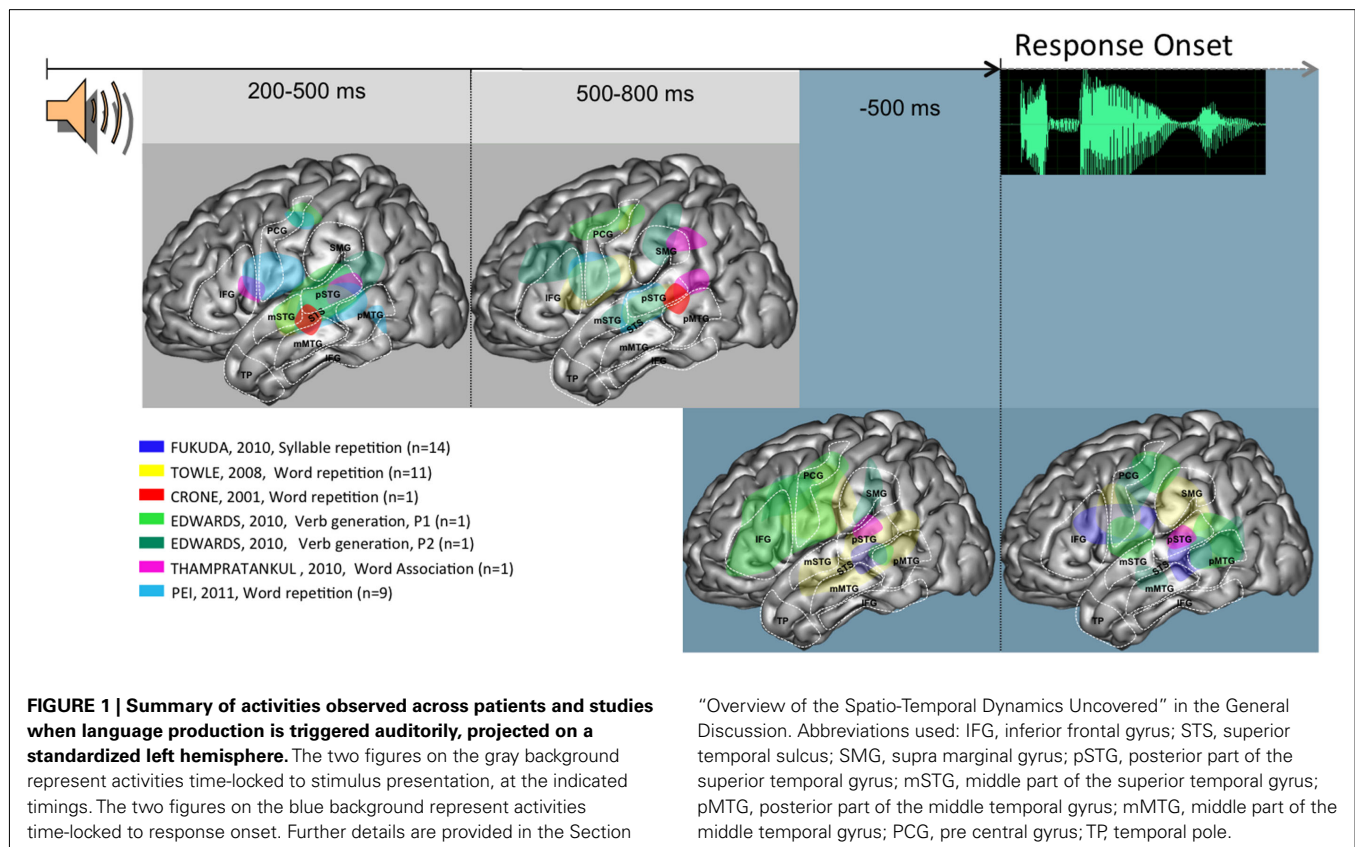 Response Onset
200-500 ms
500-800 ms
-500 ms
PCG
SMG
IFG
pSTG
mSTG
STS
pMTG
mMTG
IFG
TP
PCG
SMG
IFG
pSTG
mSTG
STS
pMTG
mMTG
IFG
TP
FUKUDA, 2010, Syllable repetition (n=14)
TOWLE, 2008, Word repetition (n=11)
CRONE, 2001, Word repetition (n=1)
EDWARDS, 2010, Verb generation, P1 (n=1)
EDWARDS, 2010, Verb generation, P2 (n=1)
THAMPRATANKUL, 2010, Word Association (n=1)
PEI, 2011, Word repetition (n=9)
PCG
SMG
IFG
pSTG
mSTG
STS
pMTG
mMTG
IFG
TP
PCG
SMG
IFG
pSTG
mSTG
STS
pMTG
mMTG
IFG
TP
FIGURE 1 | Summary of activities observed across patients and studies
when language production is triggered auditorily, projected on a
standardized left hemisphere. The two figures on the gray background
represent activities time-locked to stimulus presentation, at the indicated
timings. The two figures on the blue background represent activities
time-locked to response onset. Further details are provided in the Section
"Overview of the Spatio-Temporal Dynamics Uncovered" in the General
Discussion. Abbreviations used: IFG, inferior frontal gyrus; STS, superior
temporal sulcus; SMG, supra marginal gyrus; pSTG, posterior part of the
superior temporal gyrus; mSTG, middle part of the superior temporal gyrus;
pMTG, posterior part of the middle temporal gyrus; mMTG, middle part of the
middle temporal gyrus; PCG, pre central gyrus; TP, temporal pole.